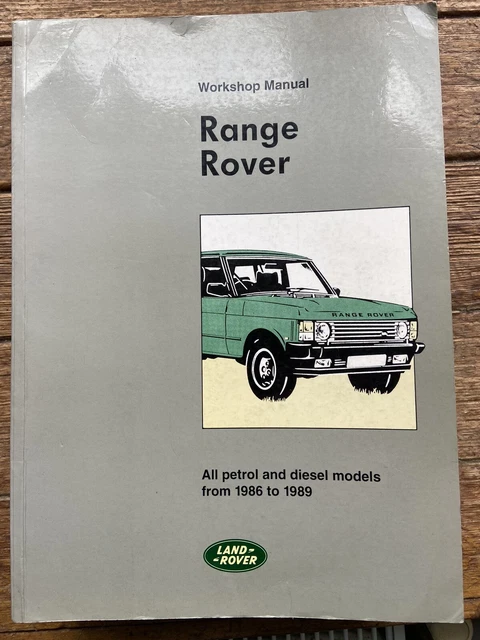 Workshop Manual
Range
Rover
RANGE ROVER
All petrol and diesel models
from 1986 to 1989
LAND-
-ROVER